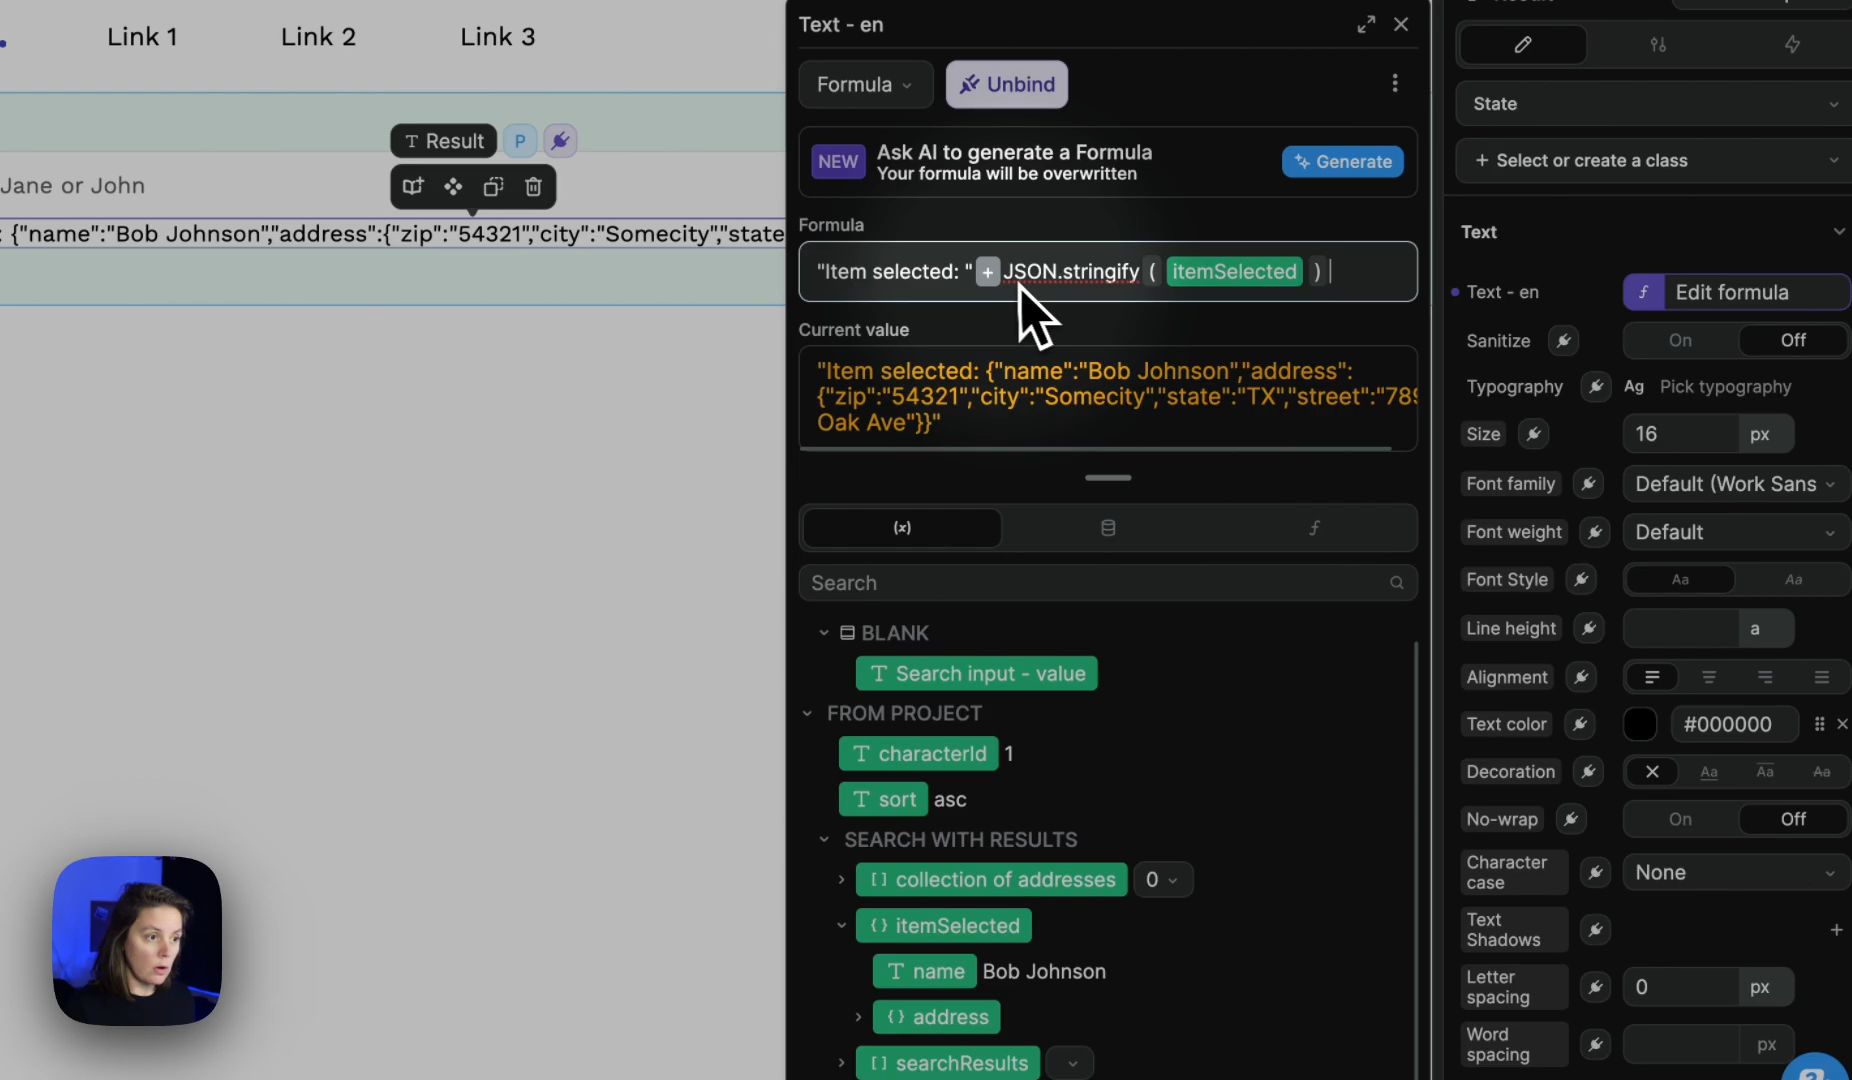 Link 1
Link 2
Link 3
Result
P
Jane or John
: {"name":"Bob Johnson","address":{"zip":"54321","city":"Somecity","state
Text - en
Formula
Unbind
NEW
Ask AI to generate a Formula
Your formula will be overwritten
Generate
Formula
"Item selected: " + JSON.stringify ( itemSelected )
Current value
"Item selected: {"name":"Bob Johnson","address":
{"zip":"54321","city":"Somecity","state":"TX","street":"789
Oak Ave"}}"
(x)
f
Search
BLANK
T Search input - value
FROM PROJECT
T characterId 1
T sort asc
SEARCH WITH RESULTS
[] collection of addresses 0
{} itemSelected
T name Bob Johnson
{} address
[] searchResults
State
+ Select or create a class
Text
Text - en
f Edit formula
Sanitize
On
Off
Typography
Ag Pick typography
Size
16
px
Font family
Default (Work Sans
Font weight
Default
Font Style
Aa
Aa
Line height
a
Alignment
Text color
#000000
Decoration
Aa
Aa
Aa
No-wrap
On
Off
Character
case
None
Text
Shadows
Letter
spacing
0
px
Word
spacing
px